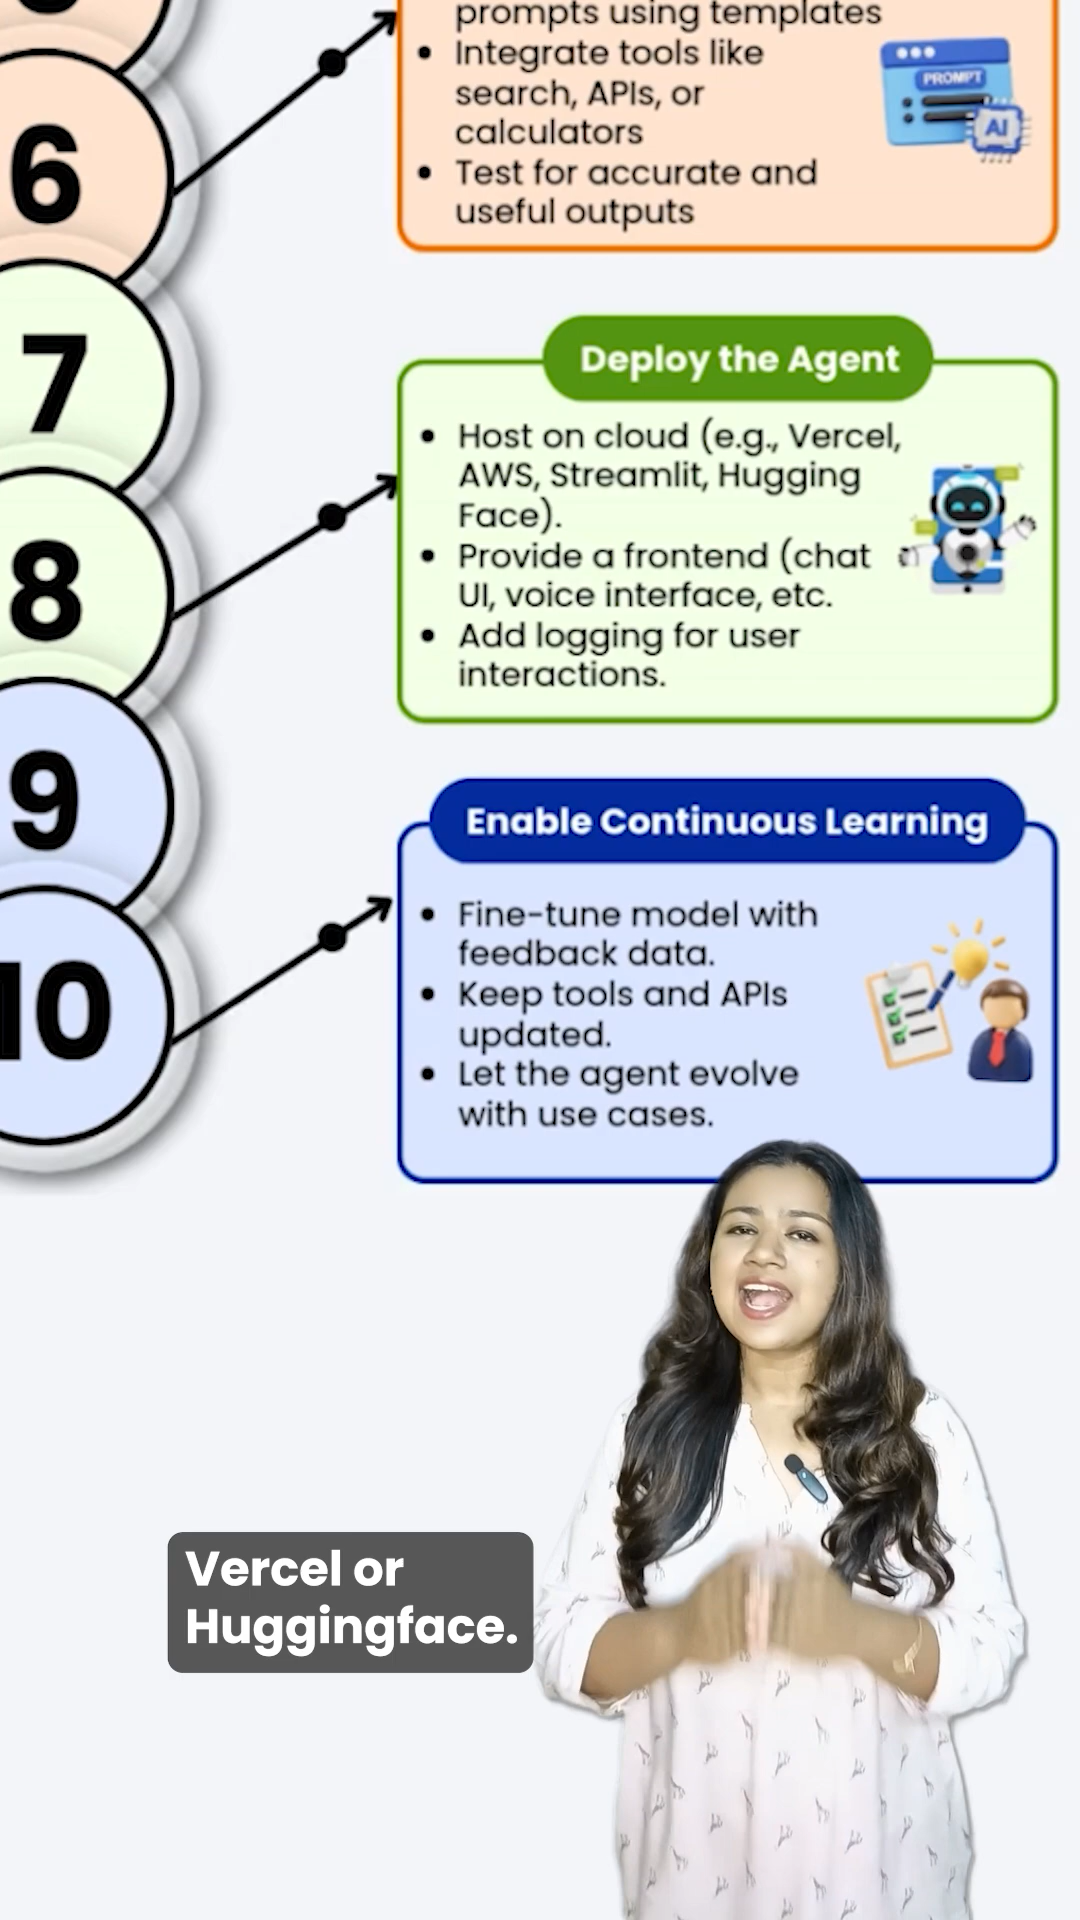 prompts using templates
• Integrate tools like
search, APIs, or
calculators
• Test for accurate and
useful outputs
PROMPT
AI
6
7
Deploy the Agent
• Host on cloud (e.g., Vercel,
AWS, Streamlit, Hugging
Face).
• Provide a frontend (chat
UI, voice interface, etc.
• Add logging for user
interactions.
8
9
Enable Continuous Learning
• Fine-tune model with
feedback data.
• Keep tools and APIs
updated.
• Let the agent evolve
with use cases.
10
Vercel or
Huggingface.